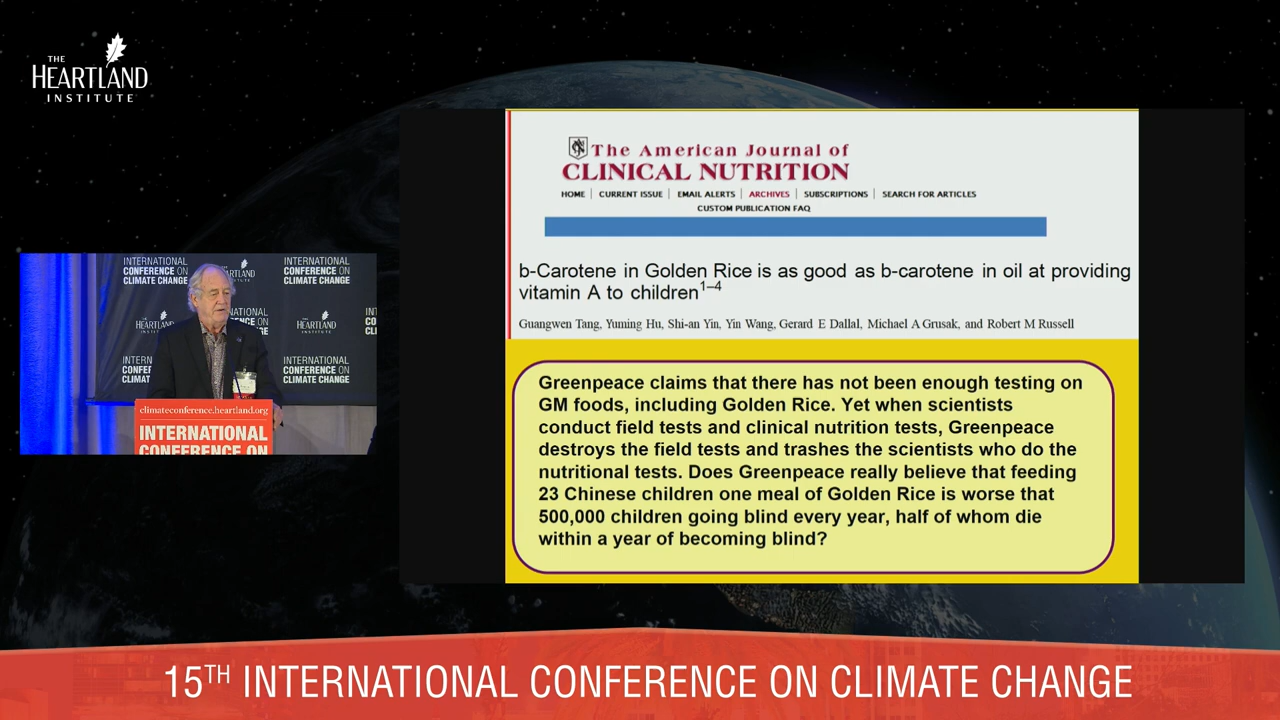 THE
HEARTLAND
INSTITUTE
The American Journal of
CLINICAL NUTRITION
HOME | CURRENT ISSUE | EMAIL ALERTS | ARCHIVES | SUBSCRIPTIONS | SEARCH FOR ARTICLES
CUSTOM PUBLICATION FAQ
b-Carotene in Golden Rice is as good as b-carotene in oil at providing
vitamin A to children1–4
Guangwen Tang, Yuming Hu, Shi-an Yin, Yin Wang, Gerard E Dallal, Michael A Grusak, and Robert M Russell
Greenpeace claims that there has not been enough testing on
GM foods, including Golden Rice. Yet when scientists
conduct field tests and clinical nutrition tests, Greenpeace
destroys the field tests and trashes the scientists who do the
nutritional tests. Does Greenpeace really believe that feeding
23 Chinese children one meal of Golden Rice is worse that
500,000 children going blind every year, half of whom die
within a year of becoming blind?
INTERNATIONAL
CONFERENCE ON
CLIMATE CHANGE
INTERNATIONAL
CONFERENCE ON
CLIMATE CHANGE
HEARTLAND
HEARTLAND
INTERNATIONAL
CONFERENCE ON
CLIMATE CHANGE
climateconference.heartland.org
INTERNATIONAL
CONFERENCE ON
15TH INTERNATIONAL CONFERENCE ON CLIMATE CHANGE